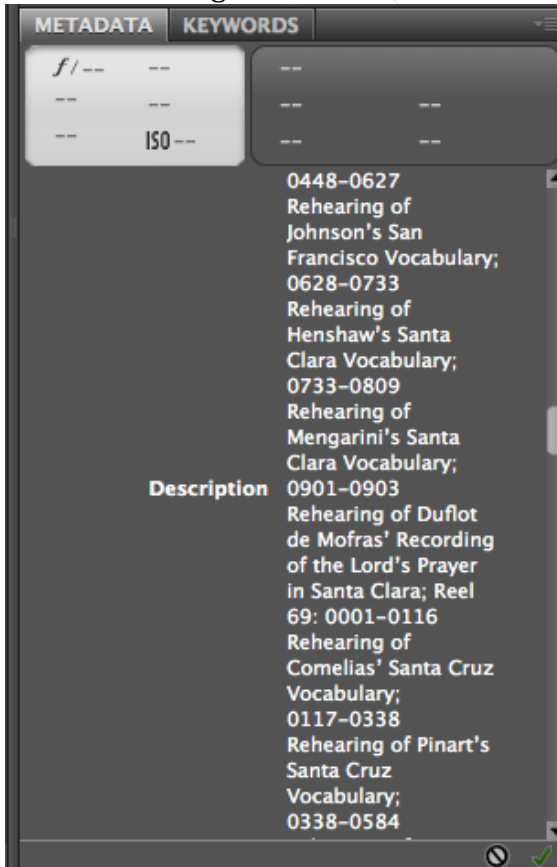 METADATA KEYWORDS
f/-- -- --
-- -- -- --
-- ISO -- -- --
0448-0627
Rehearing of
Johnson's San
Francisco Vocabulary;
0628-0733
Rehearing of
Henshaw's Santa
Clara Vocabulary;
0733-0809
Rehearing of
Mengarini's Santa
Clara Vocabulary;
Description 0901-0903
Rehearing of Duflot
de Mofras' Recording
of the Lord's Prayer
in Santa Clara; Reel
69: 0001-0116
Rehearing of
Comelias' Santa Cruz
Vocabulary;
0117-0338
Rehearing of Pinart's
Santa Cruz
Vocabulary;
0338-0584